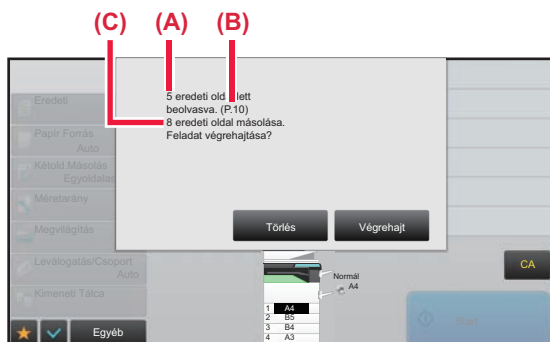 (C) (A) (B)
5 eredeti oldal lett
beolvasva. (P.10)
8 eredeti oldal másolása.
Feladat végrehajtása?
Törlés
Végrehajt
Eredeti
Papír Forrás
Auto
Kétold.Másolás
Egyoldalas
Méretarány
Megvilágítás
Leválogatás/Csoport
Auto
Kimeneti Tálca
Egyéb
Normál
A4
1 A4
2 B5
3 B4
4 A3
CA
Start